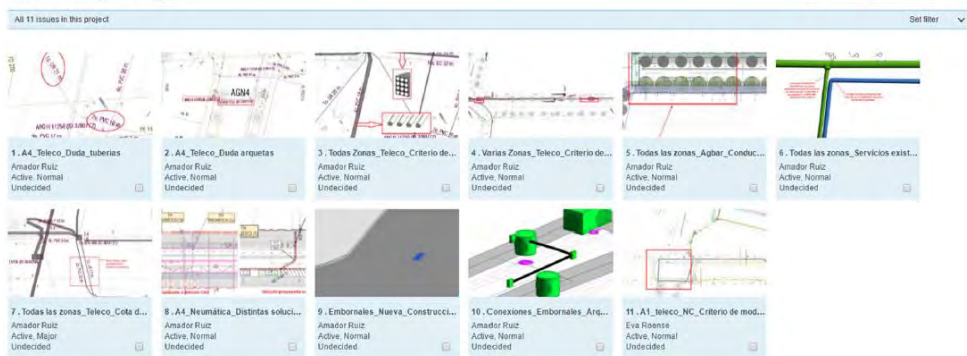 All 11 issues in this project
Set filter
AGN4
1 . A4_Teleco_Duda_tuberias
Amador Ruiz
Active, Normal
Undecided
2 . A4_Teleco_Duda arquetas
Amador Ruiz
Active, Normal
Undecided
3 . Todas Zonas_Teleco_Criterio de...
Amador Ruiz
Active, Normal
Undecided
4 . Varias Zonas_Teleco_Criterio de...
Amador Ruiz
Active, Normal
Undecided
5 . Todas las zonas_Agbar_Conduc...
Amador Ruiz
Active, Normal
Undecided
6 . Todas las zonas_Servicios exist...
Amador Ruiz
Active, Normal
Undecided
7 . Todas las zonas_Teleco_Cota d...
Amador Ruiz
Active, Major
Undecided
8 . A4_Neumática_Distintas soluci...
Amador Ruiz
Active, Normal
Undecided
9 . Embornales_Nueva_Construcci...
Amador Ruiz
Active, Normal
Undecided
10 . Conexiones_Embornales_Arq...
Amador Ruiz
Active, Normal
Undecided
11 . A1_teleco_NC_Criterio de mod...
Eva Roense
Active, Normal
Undecided